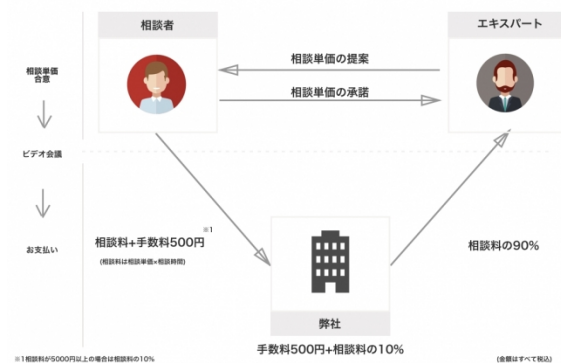 相談者
エキスパート
相談単価
合意
相談単価の提案
相談単価の承諾
ビデオ会議
お支払い
相談料+手数料500円
※1
(相談料は相談単価×相談時間)
相談料の90%
弊社
手数料500円+相談料の10%
※1相談料が5000円以上の場合は相談料の10%
(金額はすべて税込)